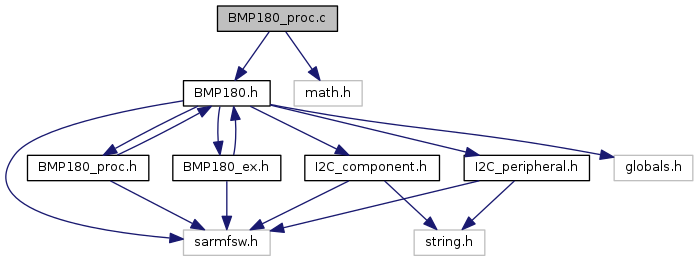 BMP180_proc.c
BMP180.h
math.h
BMP180_proc.h
BMP180_ex.h
I2C_component.h
I2C_peripheral.h
globals.h
sarmfsw.h
string.h